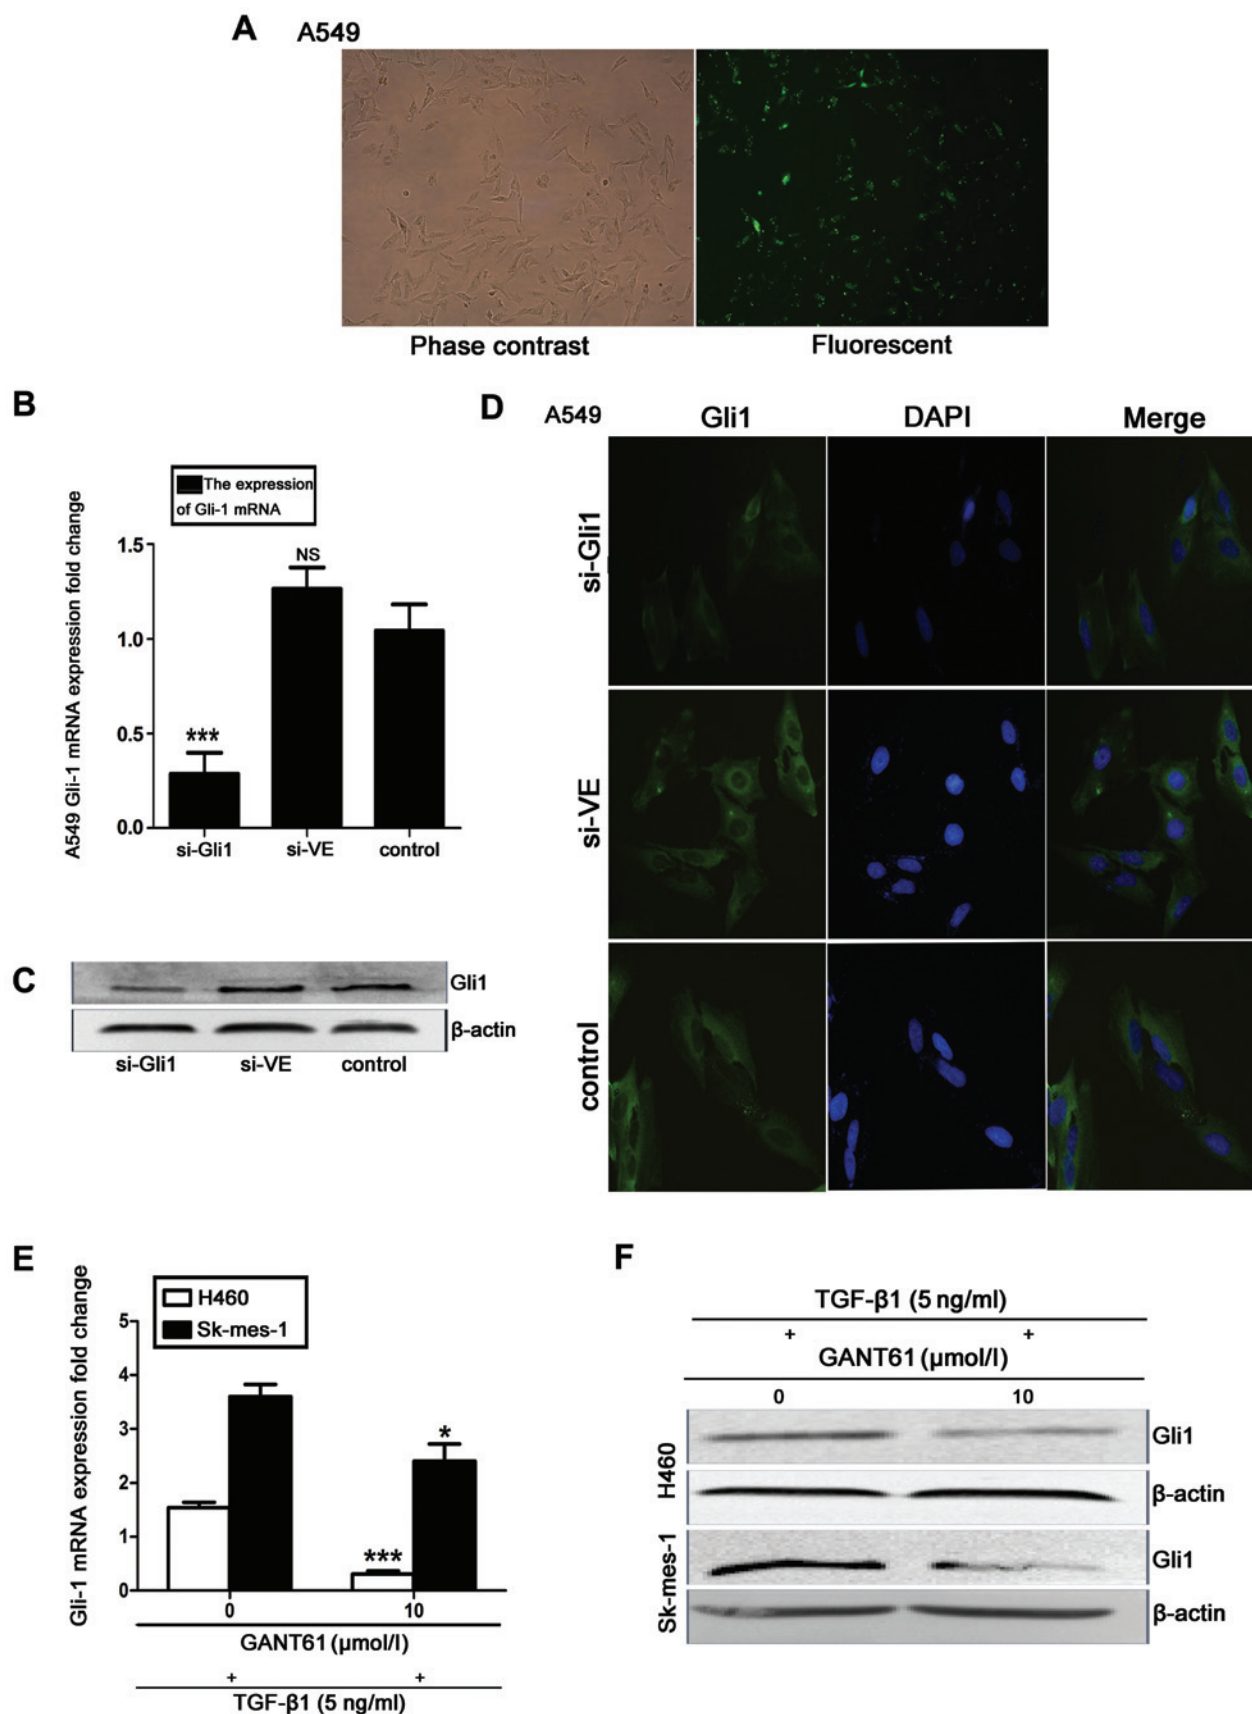 A A549
Phase contrast
Fluorescent
B
The expression
of Gli-1 mRNA
A549 Gli-1 mRNA expression fold change
1.5
1.0
0.5
0.0
***
NS
si-Gli1
si-VE
control
C
Gli1
β-actin
si-Gli1
si-VE
control
D
A549
Gli1
DAPI
Merge
si-Gli1
si-VE
control
E
H460
Sk-mes-1
Gli-1 mRNA expression fold change
5
4
3
2
1
0
***
*
0
10
GANT61 (µmol/l)
+
+
TGF-β1 (5 ng/ml)
F
TGF-β1 (5 ng/ml)
+
+
GANT61 (µmol/l)
0
10
H460
Gli1
β-actin
Sk-mes-1
Gli1
β-actin